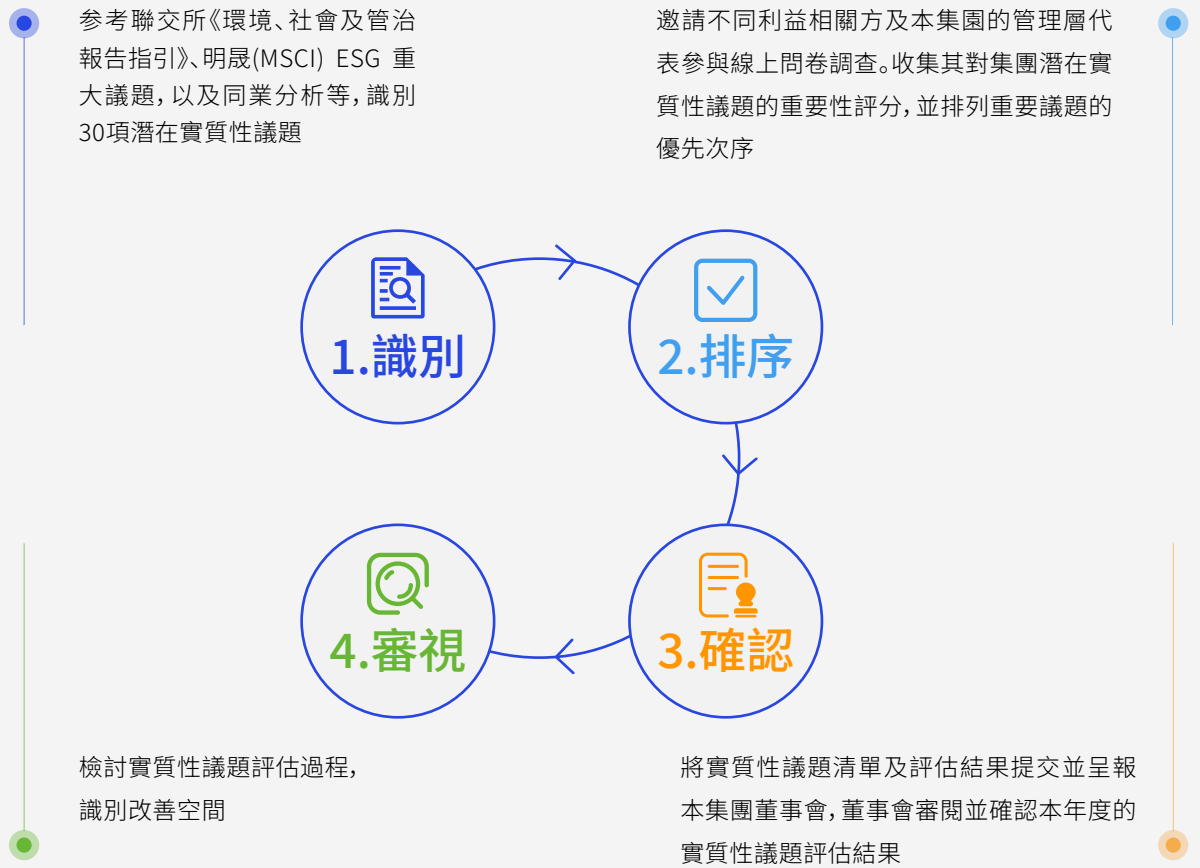 参考聯交所《環境、社會及管治
報告指引》、明晟(MSCI) ESG 重
大議題，以及同業分析等，識別
30項潛在實質性議題
邀請不同利益相關方及本集園的管理層代
表參與線上問卷調查。收集其對集團潛在實
質性議題的重要性評分，並排列重要議題的
優先次序
1.識別
2.排序
4.審視
3.確認
檢討實質性議題評估過程，
識別改善空間
將實質性議題清單及評估結果提交並呈報
本集團董事會，董事會審閱並確認本年度的
實質性議題評估結果